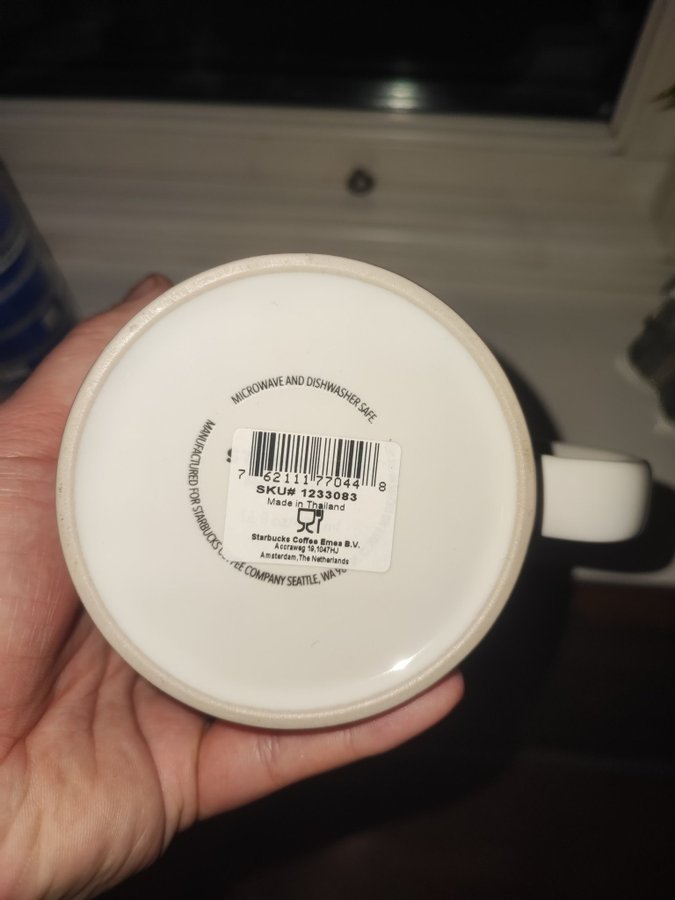 MICROWAVE AND DISHWASHER SAFE
MANUFACTURED FOR STARBUCKS COMPANY SEATTLE, WA
7 62111 77044 8
SKU# 1233083
Made in Thailand
Starbucks Coffee Emea B.V.
Accraweg 19,1047HJ
Amsterdam, The Netherlands